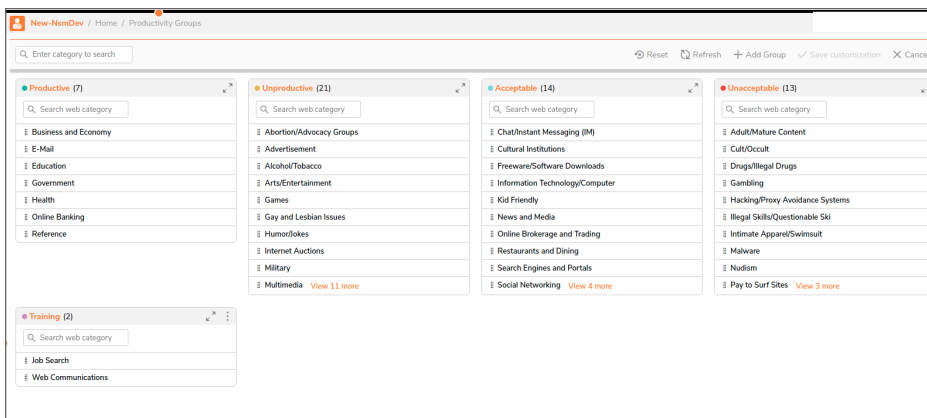 New-NsmDev / Home / Productivity Groups
Enter category to search
Reset Refresh Add Group Save customization Cance
Productive (7)
Search web category
Business and Economy
E-Mail
Education
Government
Health
Online Banking
Reference
Unproductive (21)
Search web category
Abortion/Advocacy Groups
Advertisement
Alcohol/Tobacco
Arts/Entertainment
Games
Gay and Lesbian Issues
Humor/Jokes
Internet Auctions
Military
Multimedia View 11 more
Acceptable (14)
Search web category
Chat/Instant Messaging (IM)
Cultural Institutions
Freeware/Software Downloads
Information Technology/Computer
Kid Friendly
News and Media
Online Brokerage and Trading
Restaurants and Dining
Search Engines and Portals
Social Networking View 4 more
Unacceptable (13)
Search web category
Adult/Mature Content
Cult/Occult
Drugs/Illegal Drugs
Gambling
Hacking/Proxy Avoidance Systems
Illegal Skills/Questionable Ski
Intimate Apparel/Swimsuit
Malware
Nudism
Pay to Surf Sites View 3 more
Training (2)
Search web category
Job Search
Web Communications